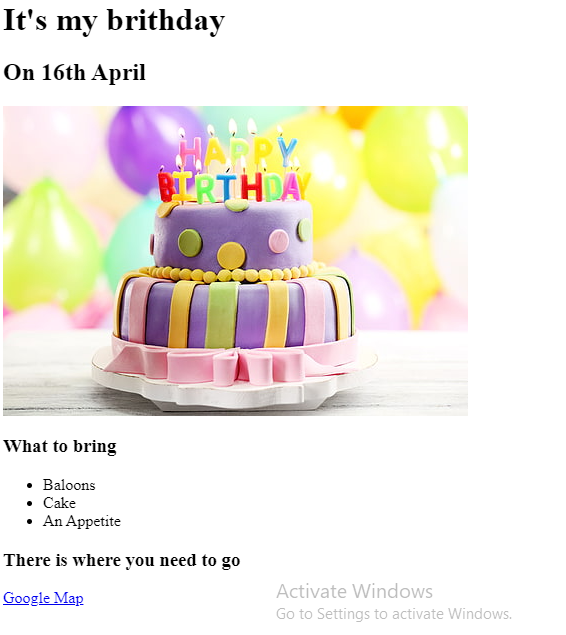 It's my brithday
On 16th April
HAPPY
BIRTHDAY
What to bring
Baloons
Cake
An Appetite
There is where you need to go
Google Map
Activate Windows
Go to Settings to activate Windows.